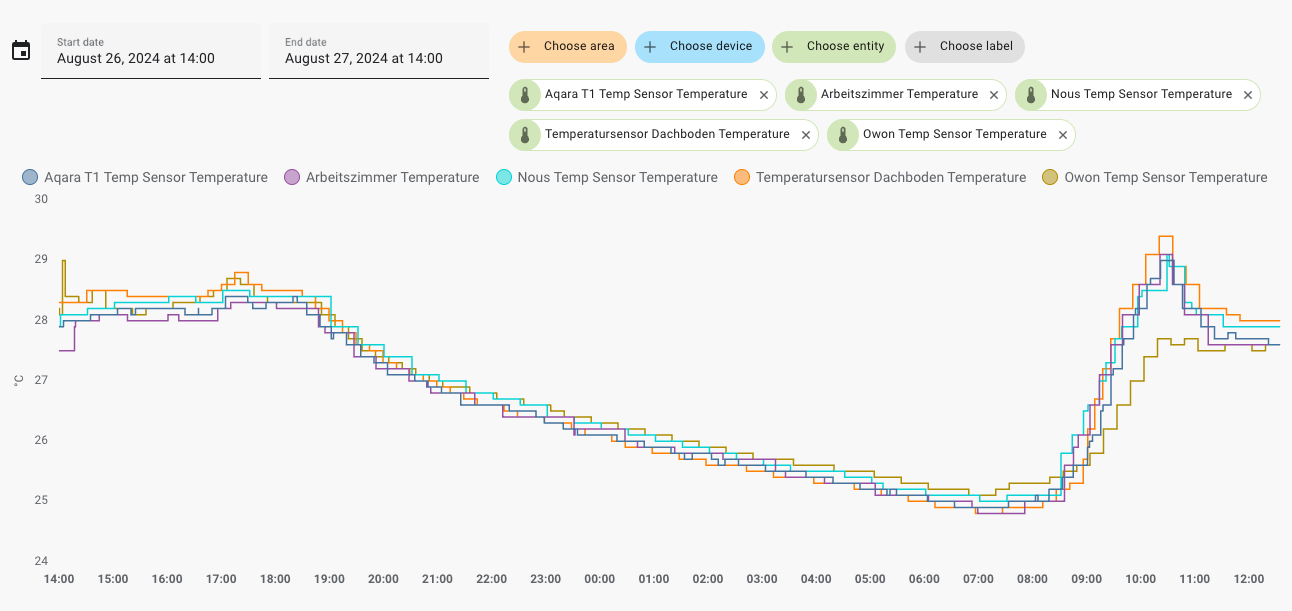 Start date
August 26, 2024 at 14:00
End date
August 27, 2024 at 14:00
Choose area
Choose device
Choose entity
Choose label
Aqara T1 Temp Sensor Temperature
Arbeitszimmer Temperature
Nous Temp Sensor Temperature
Temperatursensor Dachboden Temperature
Owon Temp Sensor Temperature
Aqara T1 Temp Sensor Temperature
Arbeitszimmer Temperature
Nous Temp Sensor Temperature
Temperatursensor Dachboden Temperature
Owon Temp Sensor Temperature
30
29
28
27
°C
26
25
24
14:00 15:00 16:00 17:00 18:00 19:00 20:00 21:00 22:00 23:00 00:00 01:00 02:00 03:00 04:00 05:00 06:00 07:00 08:00 09:00 10:00 11:00 12:00